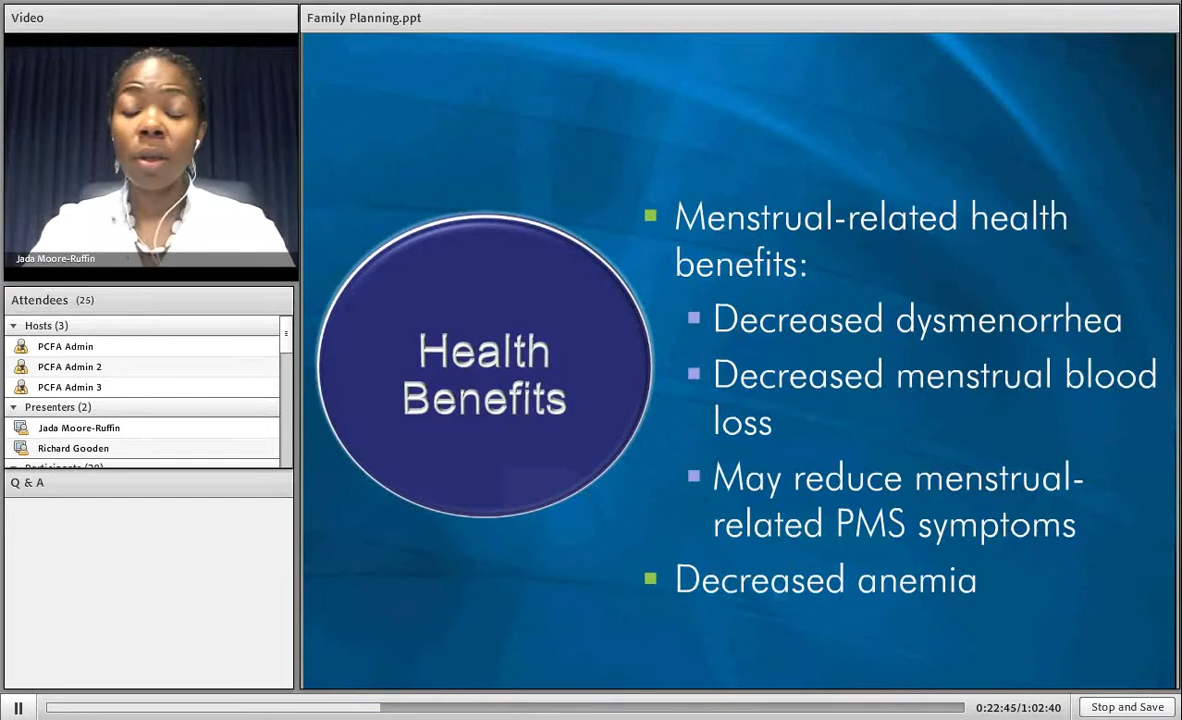 Video
Jada Moore-Ruffin
Attendees (25)
Hosts (3)
PCFA Admin
PCFA Admin 2
PCFA Admin 3
Presenters (2)
Jada Moore-Ruffin
Richard Gooden
Participants (20)
Q & A
Family Planning.ppt
Health
Benefits
Menstrual-related health
benefits:
Decreased dysmenorrhea
Decreased menstrual blood
loss
May reduce menstrual-
related PMS symptoms
Decreased anemia
0:22:45/1:02:40
Stop and Save